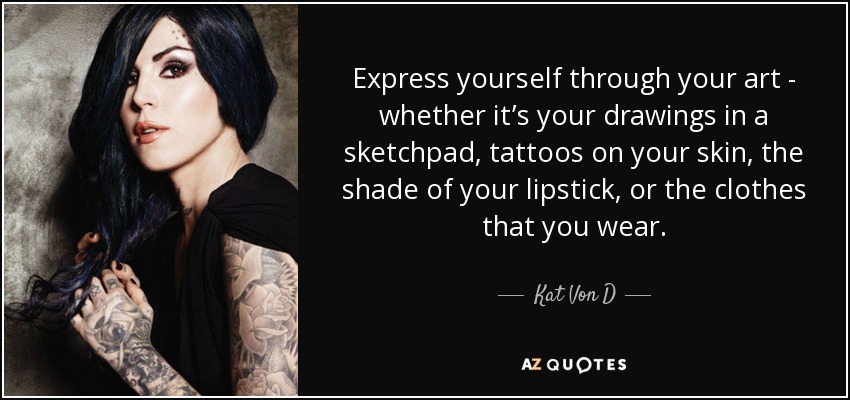 Express yourself through your art -
whether it’s your drawings in a
sketchpad, tattoos on your skin, the
shade of your lipstick, or the clothes
that you wear.
Kat Von D
AZ QUOTES